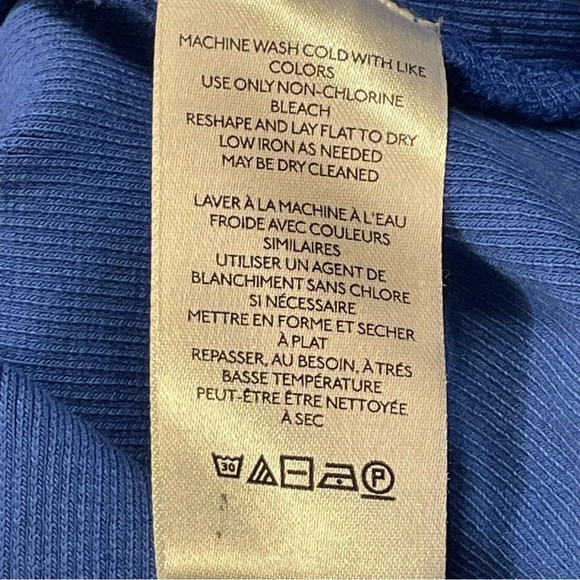 MACHINE WASH COLD WITH LIKE
COLORS
USE ONLY NON-CHLORINE
BLEACH
RESHAPE AND LAY FLAT TO DRY
LOW IRON AS NEEDED
MAY BE DRY CLEANED
LAVER À LA MACHINE À L'EAU
FROIDE AVEC COULEURS
SIMILAIRES
UTILISER UN AGENT DE
BLANCHIMENT SANS CHLORE
SI NÉCESSAIRE
METTRE EN FORME ET SECHER
À PLAT
REPASSER, AU BESOIN, À TRÉS
BASSE TEMPÉRATURE
PEUT-ÊTRE ÊTRE NETTOYÉE
À SEC
30 P